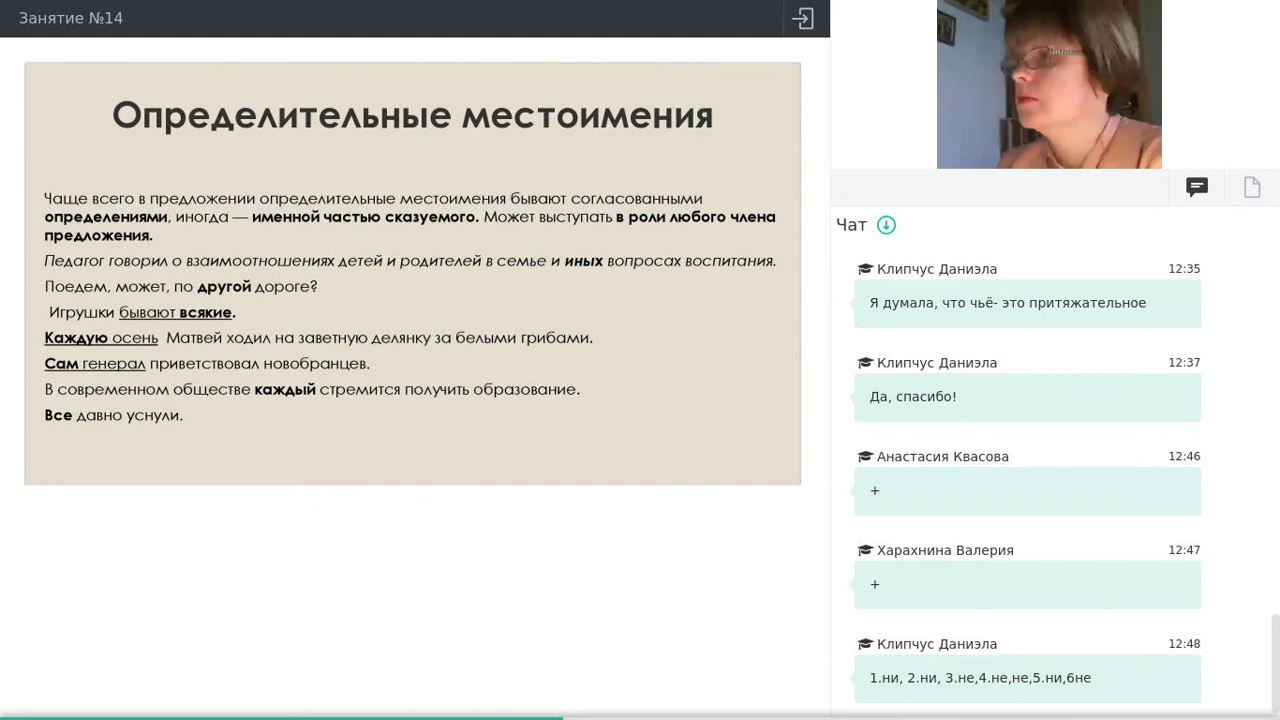 Занятие №14
Определительные местоимения
Чаще всего в предложении определительные местоимения бывают согласованными
определениями, иногда — именной частью сказуемого. Может выступать в роли любого члена
предложения.
Педагог говорил о взаимоотношениях детей и родителей в семье и иных вопросах воспитания.
Поедем, может, по другой дороге?
Игрушки бывают всякие.
Каждую осень Матвей ходил на заветную делянку за белыми грибами.
Сам генерал приветствовал новобранцев.
В современном обществе каждый стремится получить образование.
Все давно уснули.
Чат
Клипчус Даниэла 12:35
Я думала, что чьё- это притяжательное
Клипчус Даниэла 12:37
Да, спасибо!
Анастасия Квасова 12:46
+
Харахнина Валерия 12:47
+
Клипчус Даниэла 12:48
1.ни, 2.ни, 3.не,4.не,не,5.ни,6не